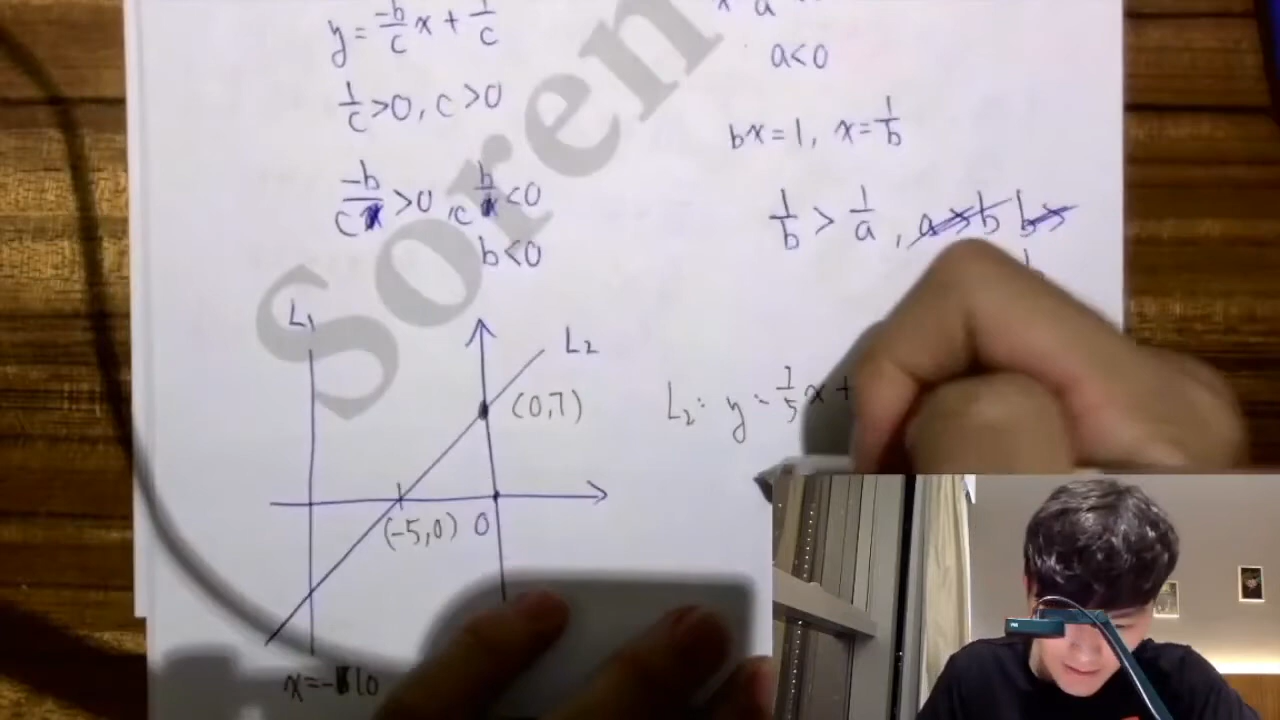 y = -b/c x + 1/c
1/c > 0, c > 0
-b/c > 0, b/c < 0
b < 0
a < 0
bx = 1, x = 1/b
1/b > 1/a,
L1
L2
(0,7)
(-5,0) 0
x = -10
L2: y = 7/5 x +
Soren